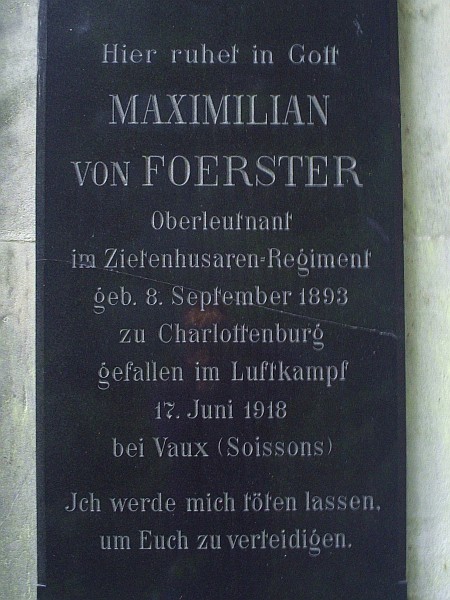 Hier ruhet in Gott
MAXIMILIAN
VON FOERSTER
Oberleutnant
im Zietenhusaren=Regiment
geb. 8. September 1893
zu Charlottenburg
gefallen im Luftkampf
17. Juni 1918
bei Vaux (Soissons)
Jch werde mich töten lassen,
um Euch zu verteidigen.